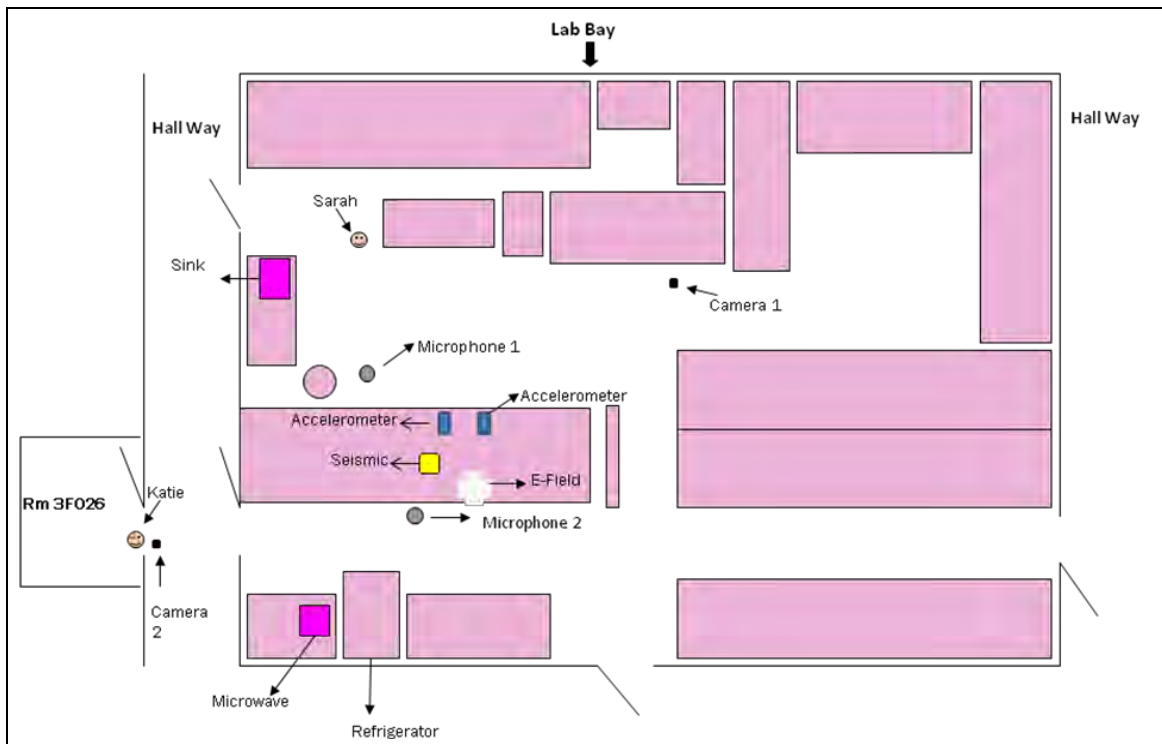 Lab Bay
Hall Way
Hall Way
Sarah
Sink
Camera 1
Microphone 1
Accelerometer
Accelerometer
Seismic
E-Field
Rm 3F026
Katie
Microphone 2
Camera
2
Microwave
Refrigerator